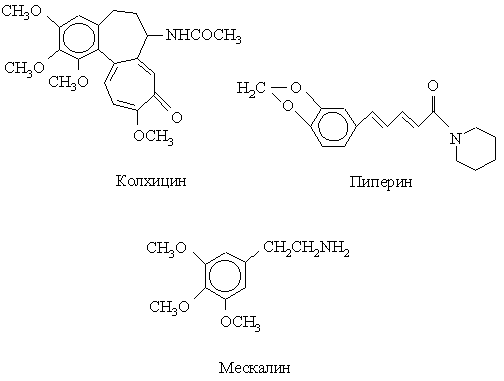 CH₃O
NHCOCH₃
CH₃O
CH₃O
O
OCH₃
Колхицин
H₂C
O
O
O
N
Пиперин
CH₃O
CH₂CH₂NH₂
CH₃O
OCH₃
Мескалин